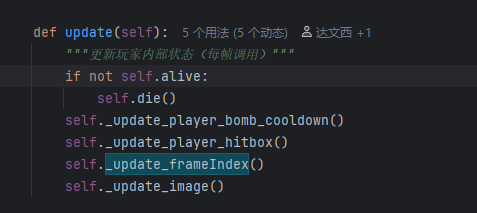 def update(self): 5 个用法 (5 个动态) 达文西 +1
"""更新玩家内部状态（每帧调用）"""
if not self.alive:
self.die()
self._update_player_bomb_cooldown()
self._update_player_hitbox()
self._update_frameIndex()
self._update_image()